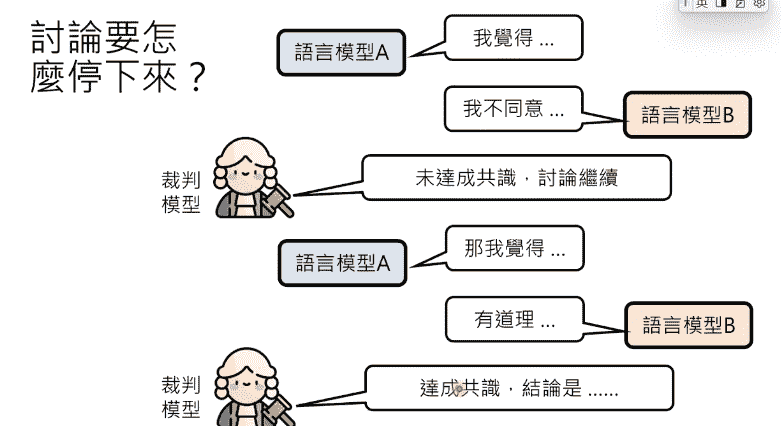 討論要怎
麼停下來？
語言模型A
我覺得 ...
我不同意 ...
語言模型B
裁判
模型
未達成共識，討論繼續
語言模型A
那我覺得 ...
有道理 ...
語言模型B
裁判
模型
達成共識，結論是 ......
英